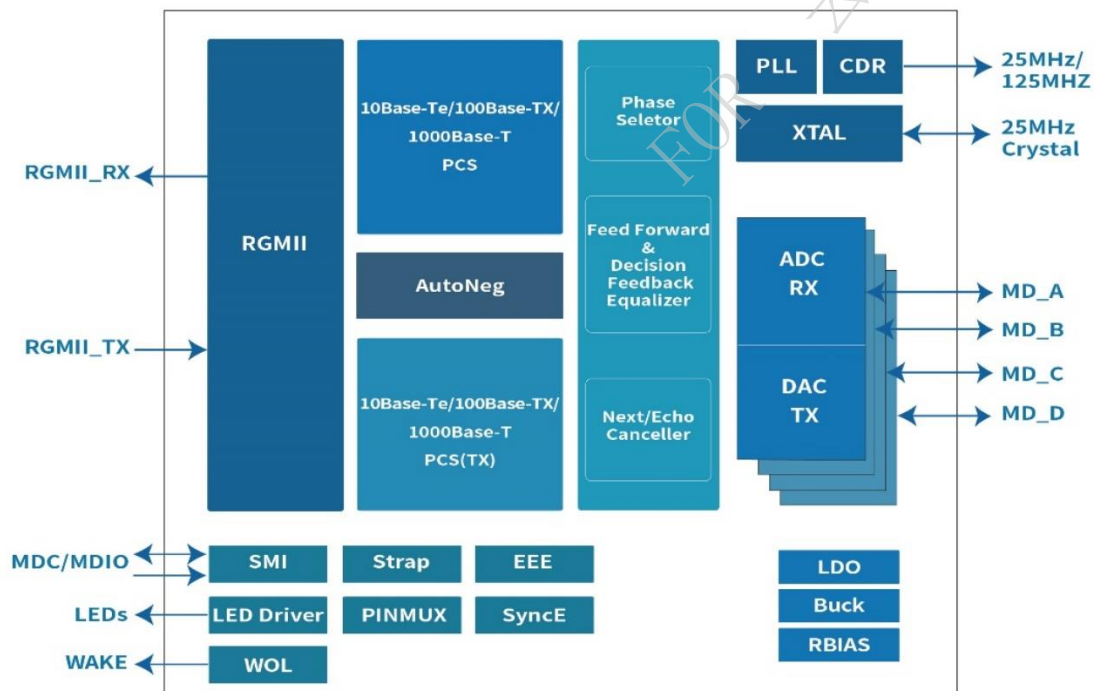 FOR
PLL
CDR
25MHz/
125MHZ
XTAL
25MHz
Crystal
RGMII_RX
RGMII_TX
RGMII
10Base-Te/100Base-TX/
1000Base-T
PCS
AutoNeg
10Base-Te/100Base-TX/
1000Base-T
PCS(TX)
Phase
Seletor
Feed Forward
&
Decision
Feedback
Equalizer
Next/Echo
Canceller
ADC
RX
DAC
TX
MD_A
MD_B
MD_C
MD_D
MDC/MDIO
SMI
Strap
EEE
LEDs
LED Driver
PINMUX
SyncE
WAKE
WOL
LDO
Buck
RBIAS